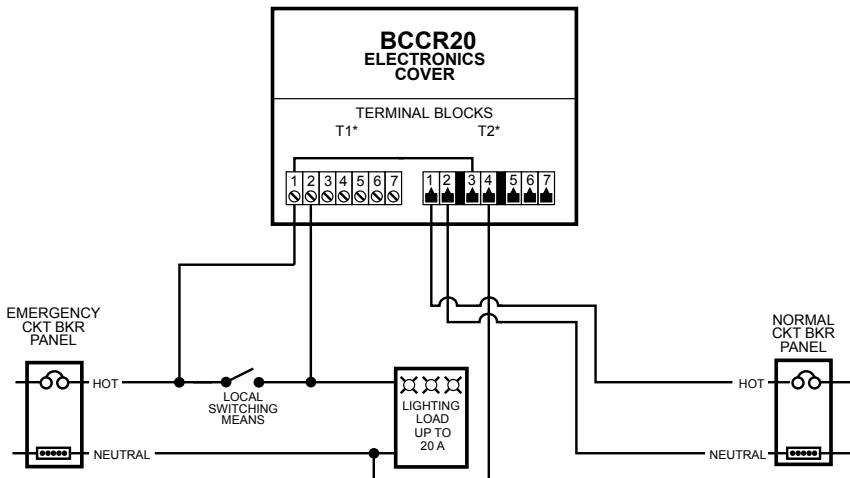 BCCR20
ELECTRONICS
COVER
TERMINAL BLOCKS
T1* T2*
1 2 3 4 5 6 7
1 2 3 4 5 6 7
EMERGENCY
CKT BKR
PANEL
HOT
NEUTRAL
LOCAL
SWITCHING
MEANS
LIGHTING
LOAD
UP TO
20 A
NORMAL
CKT BKR
PANEL
HOT
NEUTRAL